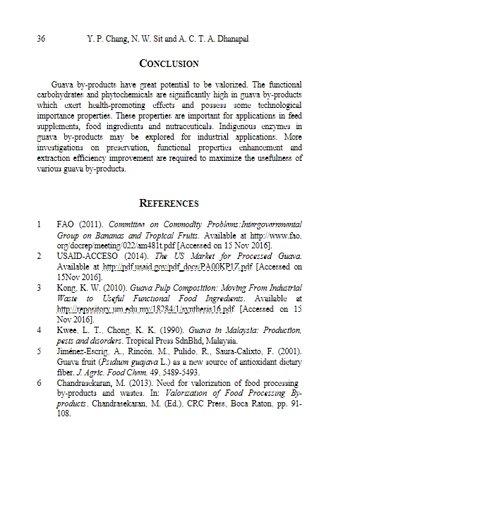 36 Y. P. Chang, N. W. Sit and A. C. T. A. Dhanapal
CONCLUSION
Guava by-products have great potential to be valorized. The functional
carbohydrates and phytochemicals are significantly high in guava by-products
which exert health-promoting effects and possess some technological
importance properties. These properties are important for applications in feed
supplements, food ingredients and nutraceuticals. Indigenous enzymes in
guava by-products may be explored for industrial applications. More
investigations on preservation, functional properties enhancement and
extraction efficiency improvement are required to maximize the usefulness of
various guava by-products.
REFERENCES
1 FAO (2011). Committee on Commodity Problems:Intergovernmental
Group on Bananas and Tropical Fruits. Available at http://www.fao.
org/docrep/meeting/022/am481t.pdf [Accessed on 15 Nov 2016].
2 USAID-ACCESO (2014). The US Market for Processed Guava.
Available at http://pdf.usaid.gov/pdf_docs/PA00KP1Z.pdf [Accessed on
15Nov 2016].
3 Kong, K. W. (2010). Guava Pulp Composition: Moving From Industrial
Waste to Useful Functional Food Ingredients. Available at
http://repository.um.edu.my/18284/1/synthesis16.pdf [Accessed on 15
Nov 2016].
4 Kwee, L. T., Chong, K. K. (1990). Guava in Malaysia: Production,
pests and disorders. Tropical Press SdnBhd, Malaysia.
5 Jiménez-Escrig, A., Rincón, M., Pulido, R., Saura-Calixto, F. (2001).
Guava fruit (Psidium guajava L.) as a new source of antioxidant dietary
fiber. J. Agric. Food Chem. 49, 5489-5493.
6 Chandrasekaran, M. (2013). Need for valorization of food processing
by-products and wastes. In: Valorization of Food Processing By-
products, Chandrasekaran, M. (Ed.), CRC Press, Boca Raton, pp. 91-
108.